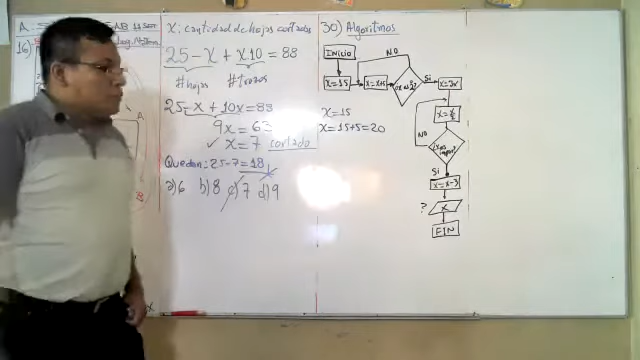 A
16)
x: cantidad de hojas cortadas
25 - x + x10 = 88
#hojas #trozos
25 - x + 10x = 88
9x = 63
✓ x = 7 cortado
Quedan: 25-7=18
a)6 b)8 c)7 d)9
30) Algoritmos
INICIO
NO
x=15
x=x+5
Si
x=2x
x=15
x=15+5=20
NO
Si
x=x-3
? x
FIN